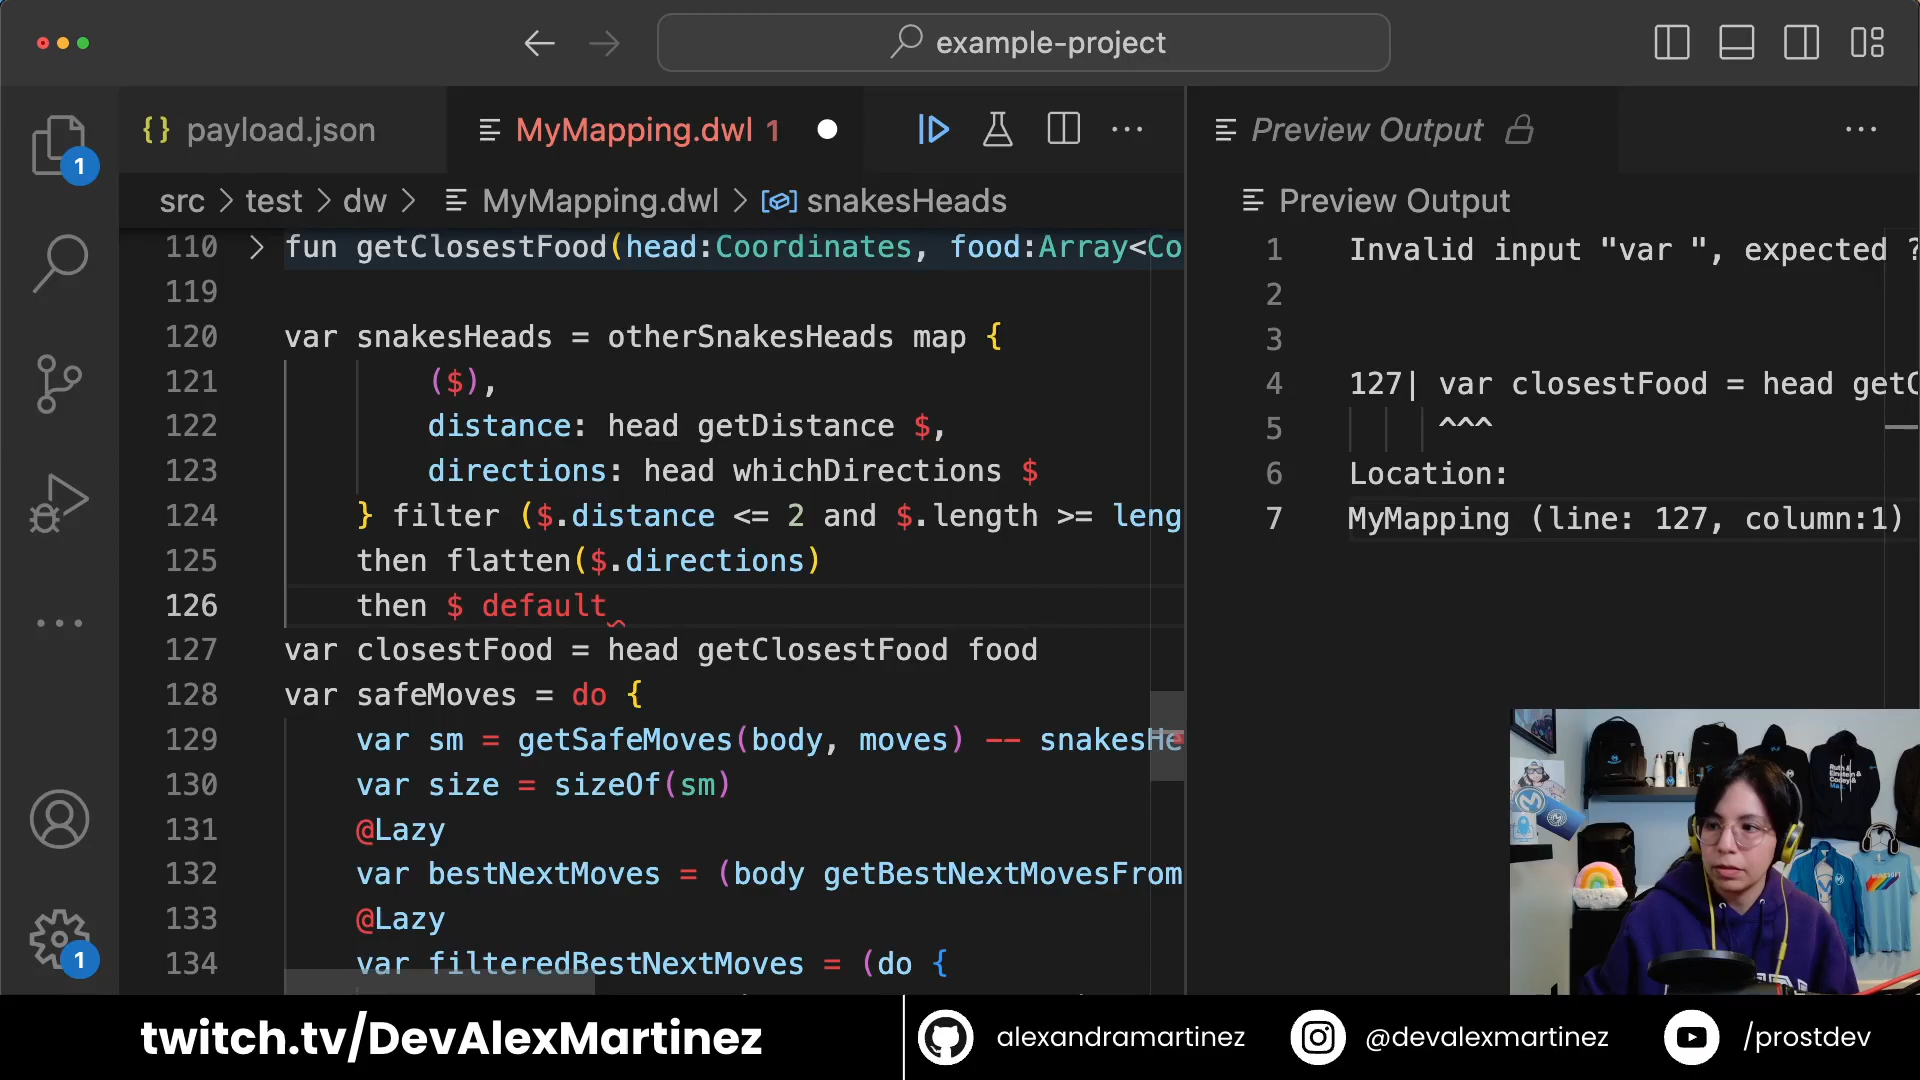 example-project
{} payload.json
MyMapping.dwl 1
Preview Output
src > test > dw > MyMapping.dwl > snakesHeads
Preview Output
1
1
110 > fun getClosestFood(head:Coordinates, food:Array<Co
119
120 var snakesHeads = otherSnakesHeads map {
121 ($),
122 distance: head getDistance $,
123 directions: head whichDirections $
124 } filter ($.distance <= 2 and $.length >= leng
125 then flatten($.directions)
126 then $ default
127 var closestFood = head getClosestFood food
128 var safeMoves = do {
129 var sm = getSafeMoves(body, moves) -- snakesHe
130 var size = sizeOf(sm)
131 @Lazy
132 var bestNextMoves = (body getBestNextMovesFrom
133 @Lazy
134 var filteredBestNextMoves = (do {
1 Invalid input "var ", expected ?
2
3
4 127| var closestFood = head getC
5 | | | ^^^
6 Location:
7 MyMapping (line: 127, column:1)
twitch.tv/DevAlexMartinez
alexandramartinez
@devalexmartinez
/prostdev